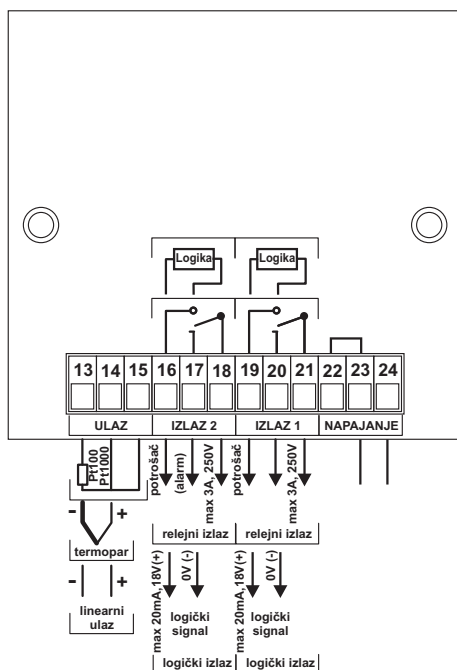 Logika Logika
13 14 15 16 17 18 19 20 21 22 23 24
ULAZ IZLAZ 2 IZLAZ 1 NAPAJANJE
Pt100
Pt1000
potrošač
(alarm)
max 3A, 250V
potrošač
max 3A, 250V
- +
termopar
- +
linearni
ulaz
relejni izlaz relejni izlaz
max 20mA,18V(+)
0V (-)
max 20mA,18V(+)
0V (-)
logički
signal
logički
signal
logički izlaz logički izlaz